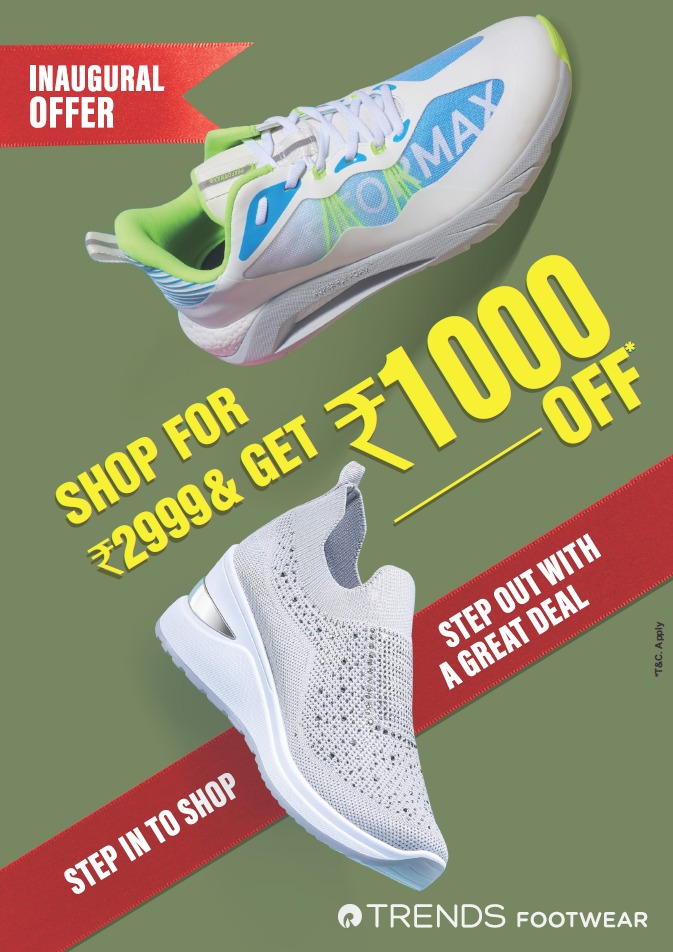 INAUGURAL
OFFER
FORMAX
SHOP FOR
₹2999 & GET ₹1000
OFF*
STEP OUT WITH
A GREAT DEAL
*T&C. Apply
STEP IN TO SHOP
TRENDS FOOTWEAR